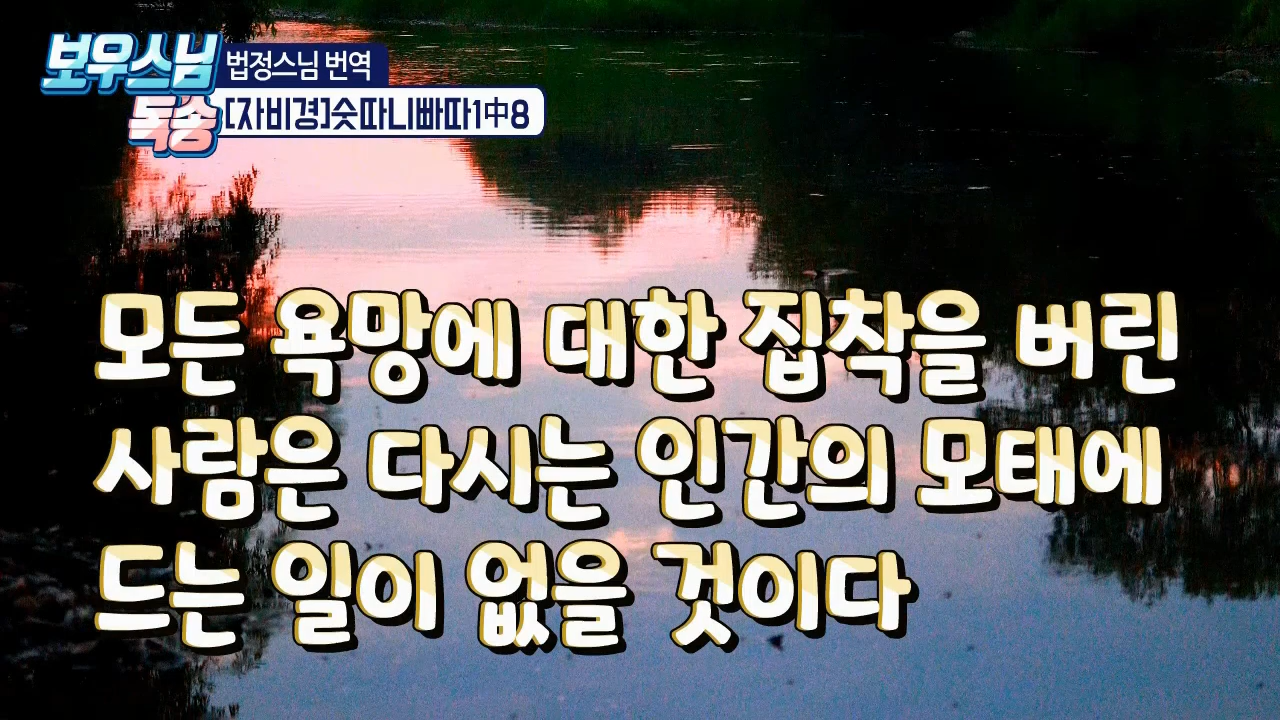 보우스님
독송
법정스님 번역
[자비경]숫따니빠따1中8
모든 욕망에 대한 집착을 버린
사람은 다시는 인간의 모태에
드는 일이 없을 것이다